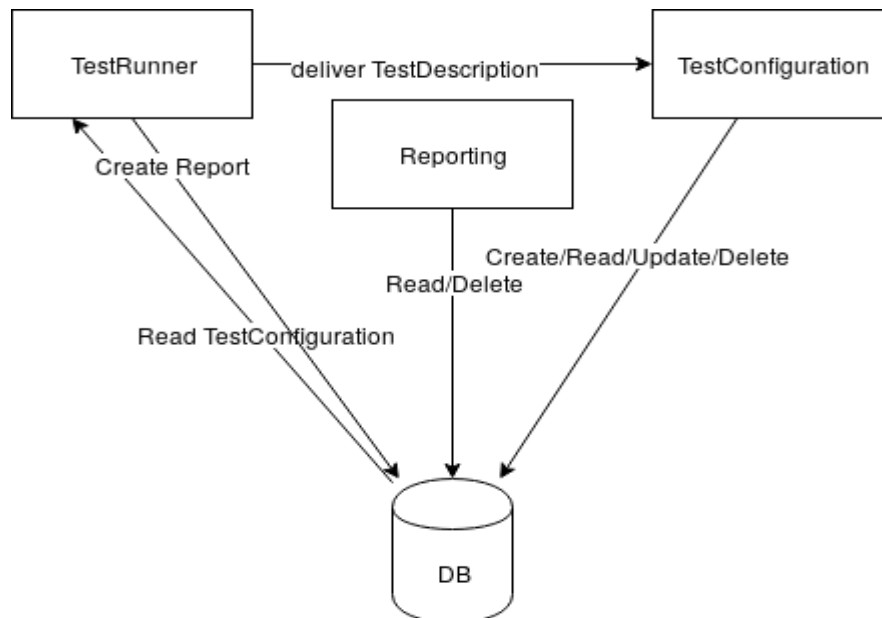 TestRunner
deliver TestDescription
TestConfiguration
Reporting
Create Report
Create/Read/Update/Delete
Read/Delete
Read TestConfiguration
DB